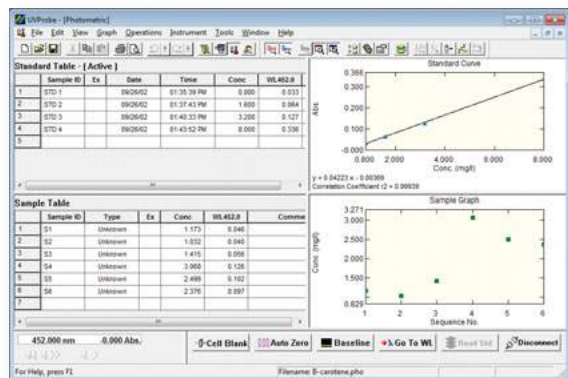 UVProbe - [Photometric]
File Edit View Graph Operations Instrument Tools Window Help
Standard Table - [ Active ]
Sample ID Ex Date Time Conc WL452.0
1 STD 1 09/26/02 01:35:39 PM 0.800 0.033
2 STD 2 09/26/02 01:37:43 PM 1.600 0.064
3 STD 3 09/26/02 01:40:33 PM 3.200 0.127
4 STD 4 09/26/02 01:43:52 PM 8.000 0.336
5
Standard Curve
Abs.
0.366
0.300
0.200
0.100
-0.000
0.800 2.000 4.000 6.000 8.000
Conc. (mg/l)
y = 0.04223 x - 0.00369
Correlation Coefficient r2 = 0.99939
Sample Table
Sample ID Type Ex Conc WL452.0 Comme
1 S1 Unknown 1.173 0.046
2 S2 Unknown 1.032 0.040
3 S3 Unknown 1.415 0.056
4 S4 Unknown 3.068 0.126
5 S5 Unknown 2.499 0.102
6 S6 Unknown 2.376 0.097
7
Sample Graph
Conc. (mg/l)
3.271
3.000
2.500
2.000
1.500
0.829
1 2 3 4 5 6
Sequence No.
452.000 nm -0.000 Abs.
Cell Blank Auto Zero Baseline Go To WL Read Std Disconnect
For Help, press F1 Filename: B-carotene.pho